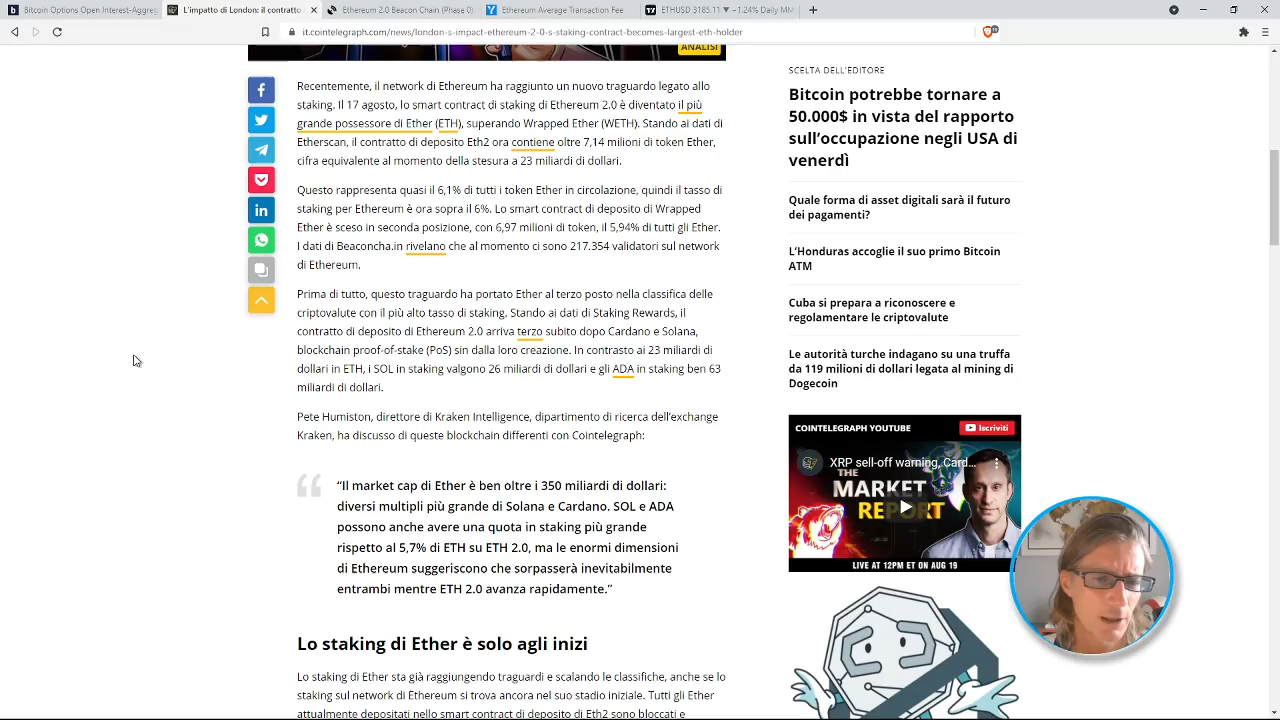 Bitcoin Options Open Interest-Aggreg
L'impatto di London: il contratto
Ethereum 2.0 Beacon Chain (Phase 0)
Ethereum Average Transaction Fee
ETHUSD 3185.11 ▼ −1.24% Daily MM
it.cointelegraph.com/news/london-s-impact-ethereum-2-0-s-staking-contract-becomes-largest-eth-holder
ANALISI
Recentemente, il network di Ethereum ha raggiunto un nuovo traguardo legato allo
staking. Il 17 agosto, lo smart contract di staking di Ethereum 2.0 è diventato il più
grande possessore di Ether (ETH), superando Wrapped Ether (WETH). Stando ai dati di
Etherscan, il contratto di deposito Eth2 ora contiene oltre 7,14 milioni di token Ether,
cifra equivalente al momento della stesura a 23 miliardi di dollari.
Questo rappresenta quasi il 6,1% di tutti i token Ether in circolazione, quindi il tasso di
staking per Ethereum è ora sopra il 6%. Lo smart contract di deposito di Wrapped
Ether è sceso in seconda posizione, con 6,97 milioni di token, il 5,94% di tutti gli Ether.
I dati di Beaconcha.in rivelano che al momento ci sono 217.354 validatori sul network
di Ethereum.
Prima di tutto, questo traguardo ha portato Ether al terzo posto nella classifica delle
criptovalute con il più alto tasso di staking. Stando ai dati di Staking Rewards, il
contratto di deposito di Ethereum 2.0 arriva terzo subito dopo Cardano e Solana,
blockchain proof-of-stake (PoS) sin dalla loro creazione. In contrasto ai 23 miliardi di
dollari in ETH, i SOL in staking valgono 26 miliardi di dollari e gli ADA in staking ben 63
miliardi di dollari.
Pete Humiston, direttore di Kraken Intelligence, dipartimento di ricerca dell'exchange
Kraken, ha discusso di queste blockchain differenti con Cointelegraph:
“Il market cap di Ether è ben oltre i 350 miliardi di dollari:
diversi multipli più grande di Solana e Cardano. SOL e ADA
possono anche avere una quota in staking più grande
rispetto al 5,7% di ETH su ETH 2.0, ma le enormi dimensioni
di Ethereum suggeriscono che sorpasserà inevitabilmente
entrambi mentre ETH 2.0 avanza rapidamente.”
Lo staking di Ether è solo agli inizi
Lo staking di Ether sta già raggiungendo traguardi e scalando le classifiche, anche se lo
staking sul network di Ethereum si trova ancora nel suo stadio iniziale. Tutti gli Ether
attualmente depositati nello smart contract di deposito di Eth2 sono bloccati e
SCELTA DELL'EDITORE
Bitcoin potrebbe tornare a
50.000$ in vista del rapporto
sull'occupazione negli USA di
venerdì
Quale forma di asset digitali sarà il futuro
dei pagamenti?
L'Honduras accoglie il suo primo Bitcoin
ATM
Cuba si prepara a riconoscere e
regolamentare le criptovalute
Le autorità turche indagano su una truffa
da 119 milioni di dollari legata al mining di
Dogecoin
COINTELEGRAPH YOUTUBE
Iscriviti
XRP sell-off warning, Card...
THE
MARKET
REPORT
LIVE AT 12PM ET ON AUG 19